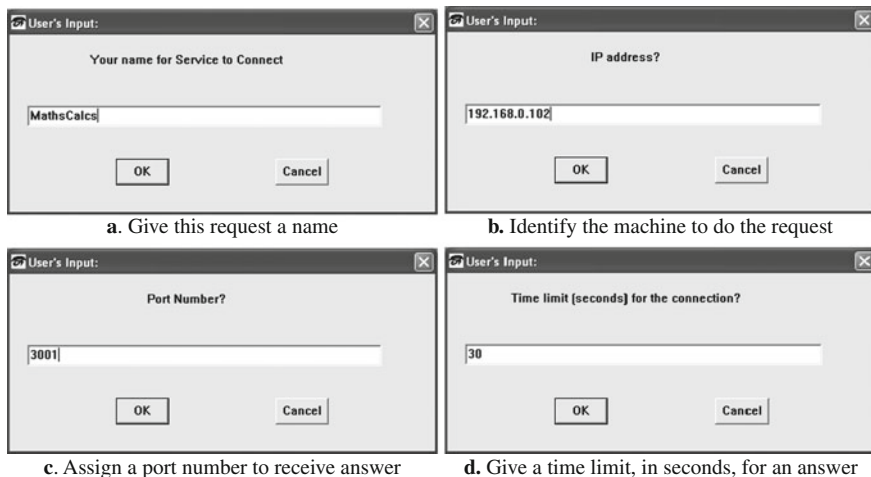 User's Input:
Your name for Service to Connect
MathsCalcs
OK Cancel
a. Give this request a name
User's Input:
IP address?
192.168.0.102
OK Cancel
b. Identify the machine to do the request
User's Input:
Port Number?
3001
OK Cancel
c. Assign a port number to receive answer
User's Input:
Time limit (seconds) for the connection?
30
OK Cancel
d. Give a time limit, in seconds, for an answer